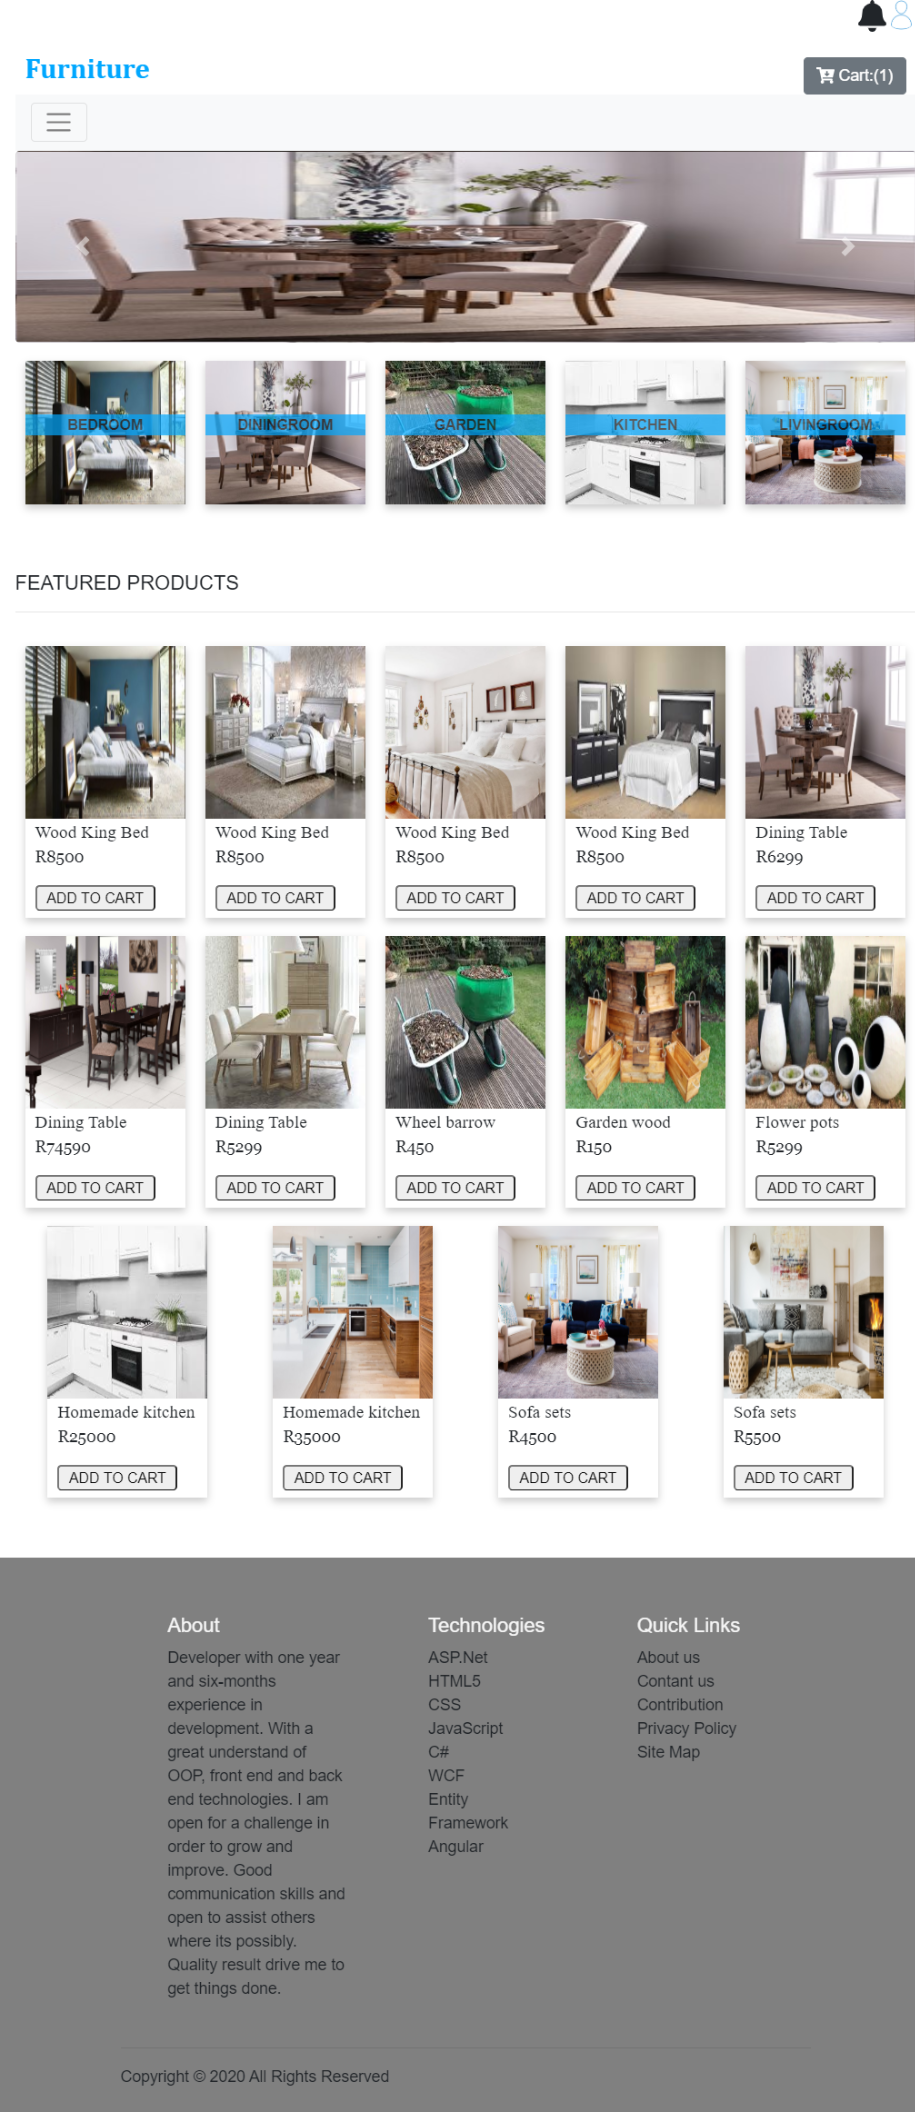 Furniture
Cart:(1)
BEDROOM
DININGROOM
GARDEN
KITCHEN
LIVINGROOM
FEATURED PRODUCTS
Wood King Bed
R8500
ADD TO CART
Wood King Bed
R8500
ADD TO CART
Wood King Bed
R8500
ADD TO CART
Wood King Bed
R8500
ADD TO CART
Dining Table
R6299
ADD TO CART
Dining Table
R74590
ADD TO CART
Dining Table
R5299
ADD TO CART
Wheel barrow
R450
ADD TO CART
Garden wood
R150
ADD TO CART
Flower pots
R5299
ADD TO CART
Homemade kitchen
R25000
ADD TO CART
Homemade kitchen
R35000
ADD TO CART
Sofa sets
R4500
ADD TO CART
Sofa sets
R5500
ADD TO CART
About
Developer with one year
and six-months
experience in
development. With a
great understand of
OOP, front end and back
end technologies. I am
open for a challenge in
order to grow and
improve. Good
communication skills and
open to assist others
where its possibly.
Quality result drive me to
get things done.
Technologies
ASP.Net
HTML5
CSS
JavaScript
C#
WCF
Entity
Framework
Angular
Quick Links
About us
Contant us
Contribution
Privacy Policy
Site Map
Copyright © 2020 All Rights Reserved